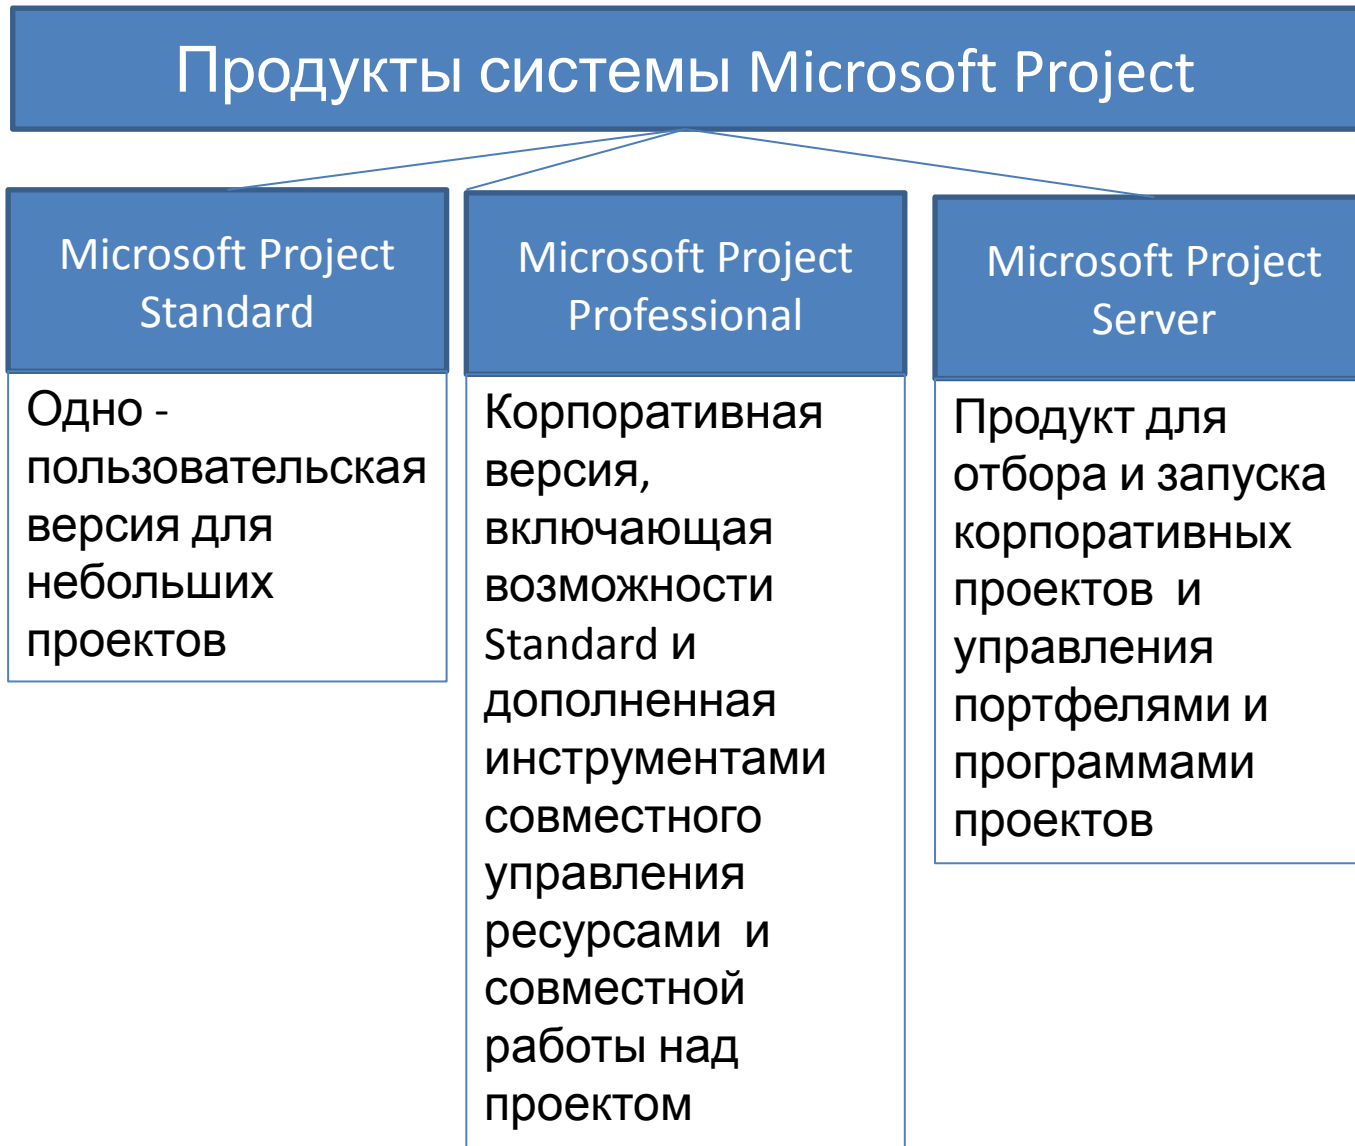 Продукты системы Microsoft Project
Microsoft Project
Standard
Одно -
пользовательская
версия для
небольших
проектов
Microsoft Project
Professional
Корпоративная
версия,
включающая
возможности
Standard и
дополненная
инструментами
совместного
управления
ресурсами и
совместной
работы над
проектом
Microsoft Project
Server
Продукт для
отбора и запуска
корпоративных
проектов и
управления
портфелями и
программами
проектов